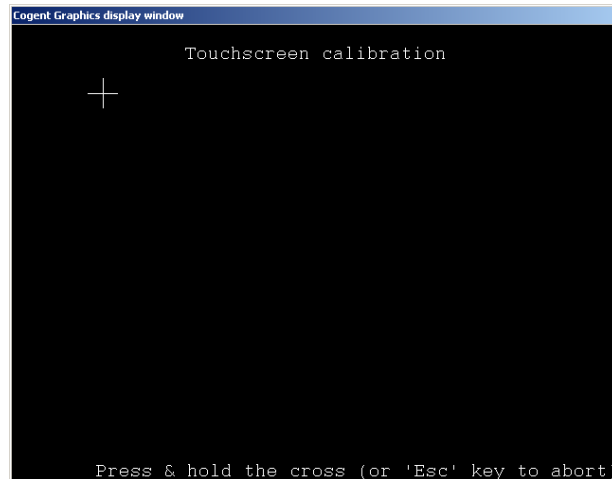 Cogent Graphics display window
Touchscreen calibration
Press & hold the cross (or 'Esc' key to abort)